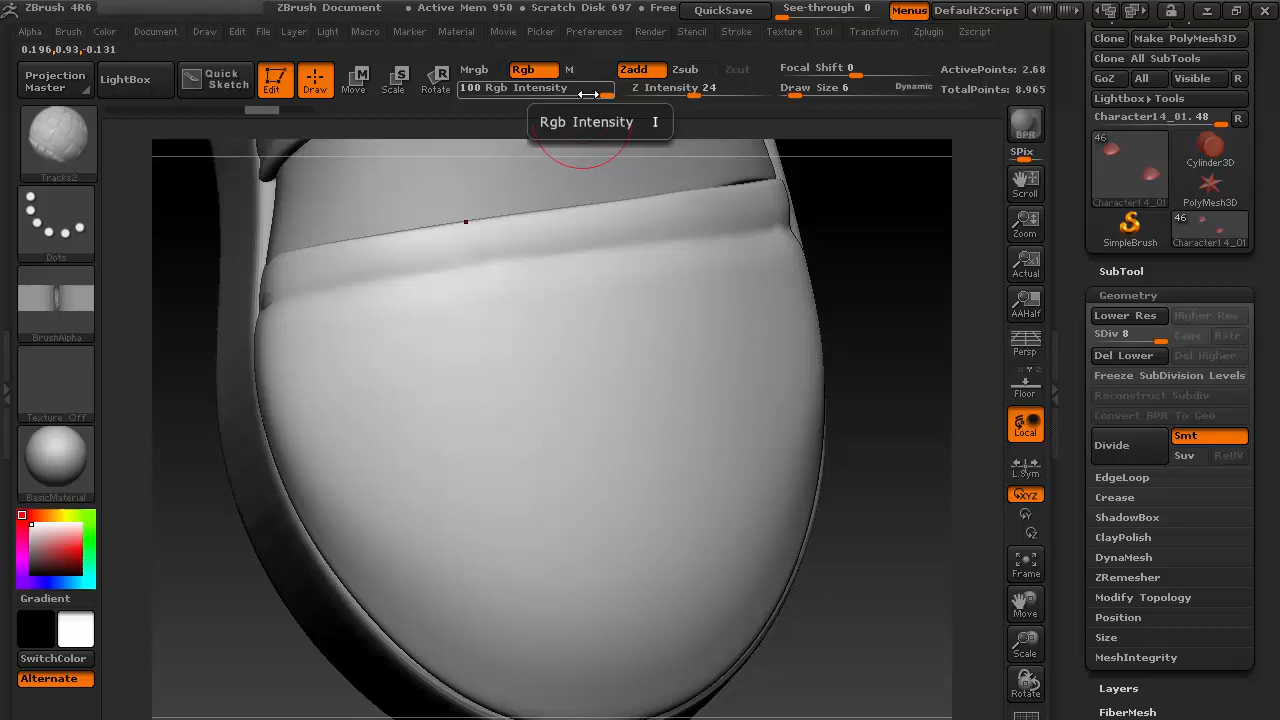 ZBrush 4R6
ZBrush Document
• Active Mem 950 • Scratch Disk 697 • Free
QuickSave
See-through 0
Menus
DefaultZScript
Alpha Brush Color Document Draw Edit File Layer Light Macro Marker Material Movie Picker Preferences Render Stencil Stroke Texture Tool Transform Zplugin Zscript
0.196,0.93,-0.131
Projection Master
LightBox
Quick Sketch
Edit
Draw
Move
Scale
Rotate
Mrgb
Rgb
M
100 Rgb Intensity
Zadd
Zsub
Zcut
Z Intensity 24
Focal Shift 0
Draw Size 6
Dynamic
ActivePoints: 2.68
TotalPoints: 8.965
Rgb Intensity I
Tracks2
Dots
BrushAlpha
Texture Off
BasicMaterial
Gradient
SwitchColor
Alternate
BPR
SPix
Scroll
Zoom
Actual
AAHalf
Persp
Floor
Local
L.Sym
XYZ
Y
Z
Frame
Move
Scale
Rotate
Clone
Make PolyMesh3D
Clone All SubTools
GoZ
All
Visible
R
Lightbox▸Tools
Character14_01. 48
R
46
Character14_01
Cylinder3D
PolyMesh3D
SimpleBrush
46
Character14_01
SubTool
Geometry
Lower Res
Higher Res
SDiv 8
Cage
Rstr
Del Lower
Del Higher
Freeze SubDivision Levels
Reconstruct Subdiv
Convert BPR To Geo
Divide
Smt
Suv
ReUV
EdgeLoop
Crease
ShadowBox
ClayPolish
DynaMesh
ZRemesher
Modify Topology
Position
Size
MeshIntegrity
Layers
FiberMesh